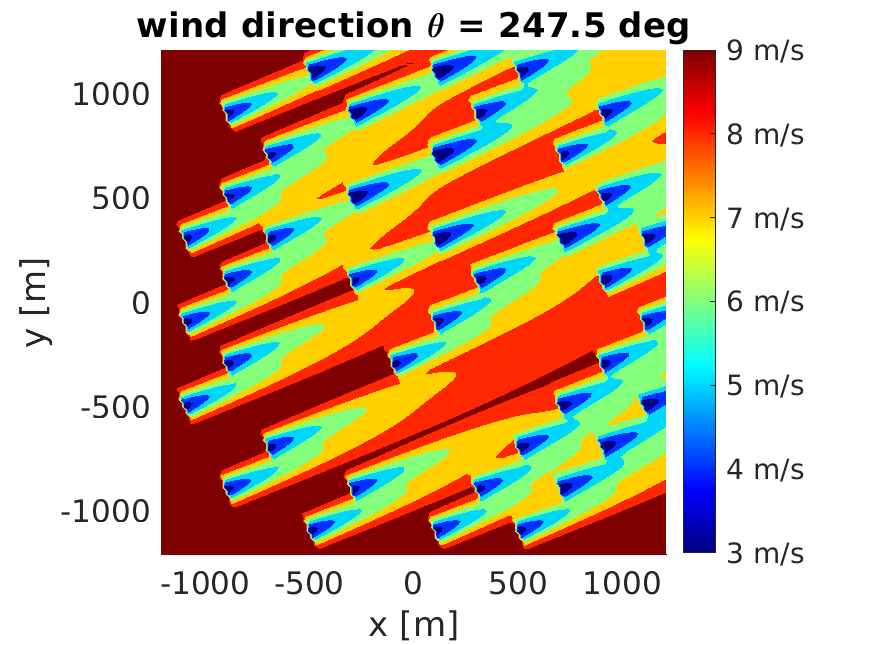 wind direction θ = 247.5 deg
1000
500
0
-500
-1000
y [m]
-1000 -500 0 500 1000
x [m]
9 m/s
8 m/s
7 m/s
6 m/s
5 m/s
4 m/s
3 m/s